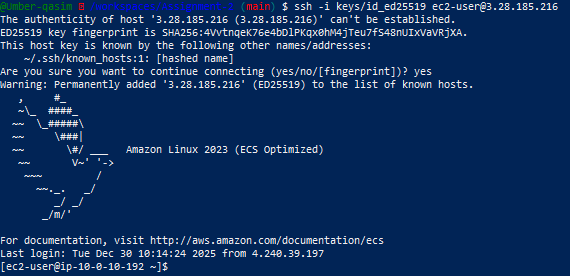 @umber-qasim (main) $ ssh -i keys/id_ed25519 ec2-user@3.28.185.216
The authenticity of host '3.28.185.216 (3.28.185.216)' can't be established.
ED25519 key fingerprint is SHA256:4VvtnqeK76e4bDlPKqx0hM4jTeu7fS48nUIxVaVRjXA.
This host key is known by the following other names/addresses:
    ~/.ssh/known_hosts:1: [hashed name]
Are you sure you want to continue connecting (yes/no/[fingerprint])? yes
Warning: Permanently added '3.28.185.216' (ED25519) to the list of known hosts.
   ,     #_
   ~\_  ####_
  ~~  \_#####\
  ~~     \###|
  ~~       \#/ ___   Amazon Linux 2023 (ECS Optimized)
   ~~       V~' '->
    ~~~         /
      ~~._.   _/
         _/ _/
       _/m/'
For documentation, visit http://aws.amazon.com/documentation/ecs
Last login: Tue Dec 30 10:14:24 2025 from 4.240.39.197
[ec2-user@ip-10-0-10-192 ~]$